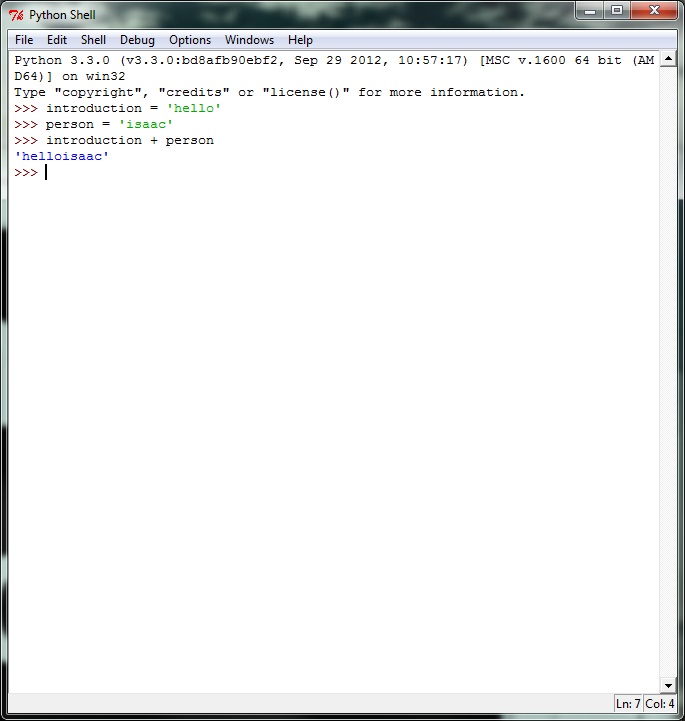 Python Shell
File Edit Shell Debug Options Windows Help
Python 3.3.0 (v3.3.0:bd8afb90ebf2, Sep 29 2012, 10:57:17) [MSC v.1600 64 bit (AM
D64)] on win32
Type "copyright", "credits" or "license()" for more information.
>>> introduction = 'hello'
>>> person = 'isaac'
>>> introduction + person
'helloisaac'
>>>
Ln: 7 Col: 4